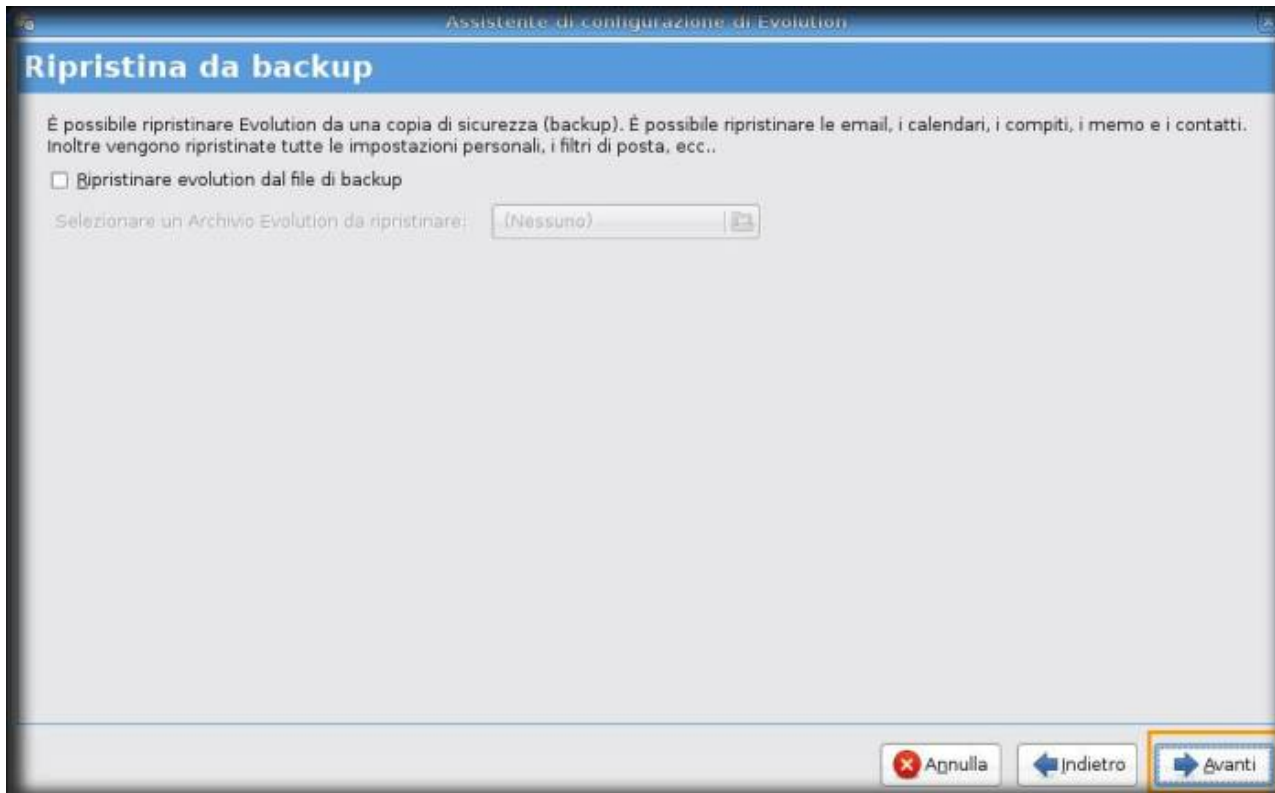 Assistente di configurazione di Evolution
Ripristina da backup
È possibile ripristinare Evolution da una copia di sicurezza (backup). È possibile ripristinare le email, i calendari, i compiti, i memo e i contatti.
Inoltre vengono ripristinate tutte le impostazioni personali, i filtri di posta, ecc..
Ripristinare evolution dal file di backup
Selezionare un Archivio Evolution da ripristinare: (Nessuno)
Annulla Indietro Avanti